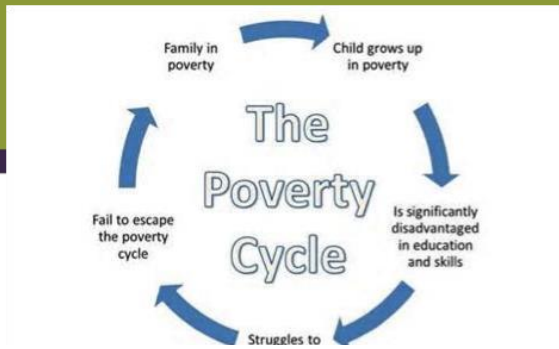 Family in
poverty
Child grows up
in poverty
The
Poverty
Cycle
Is significantly
disadvantaged
in education
and skills
Struggles to
Fail to escape
the poverty
cycle